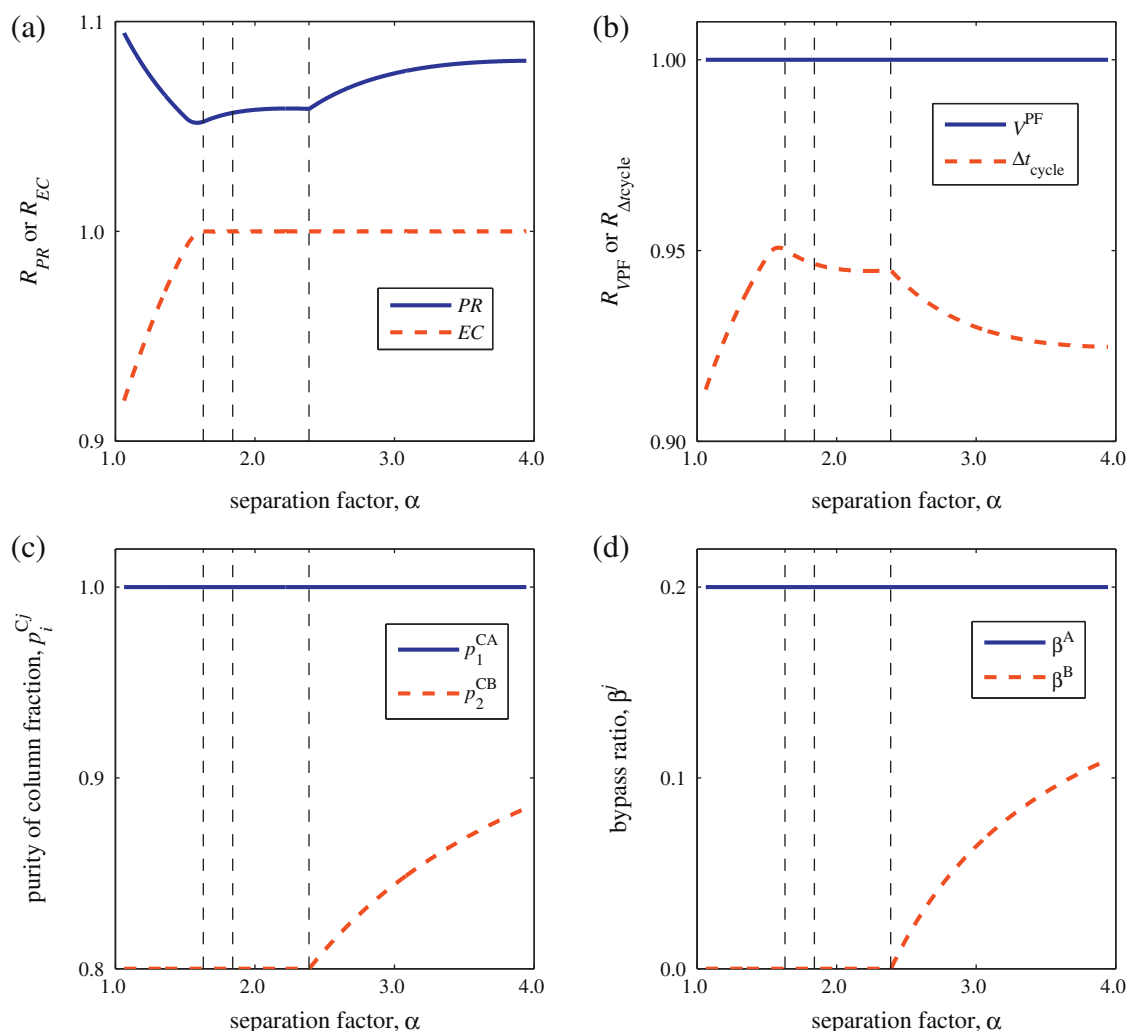 (a)
1.1
1.0
0.9
R_PR or R_EC
PR
EC
1.0 2.0 3.0 4.0
separation factor, α
(b)
1.00
0.95
0.90
R_VPF or R_Δtcycle
V^PF
Δt_cycle
1.0 2.0 3.0 4.0
separation factor, α
(c)
1.0
0.9
0.8
purity of column fraction, p_i^Cj
p_1^CA
p_2^CB
1.0 2.0 3.0 4.0
separation factor, α
(d)
0.2
0.1
0.0
bypass ratio, β^j
β^A
β^B
1.0 2.0 3.0 4.0
separation factor, α